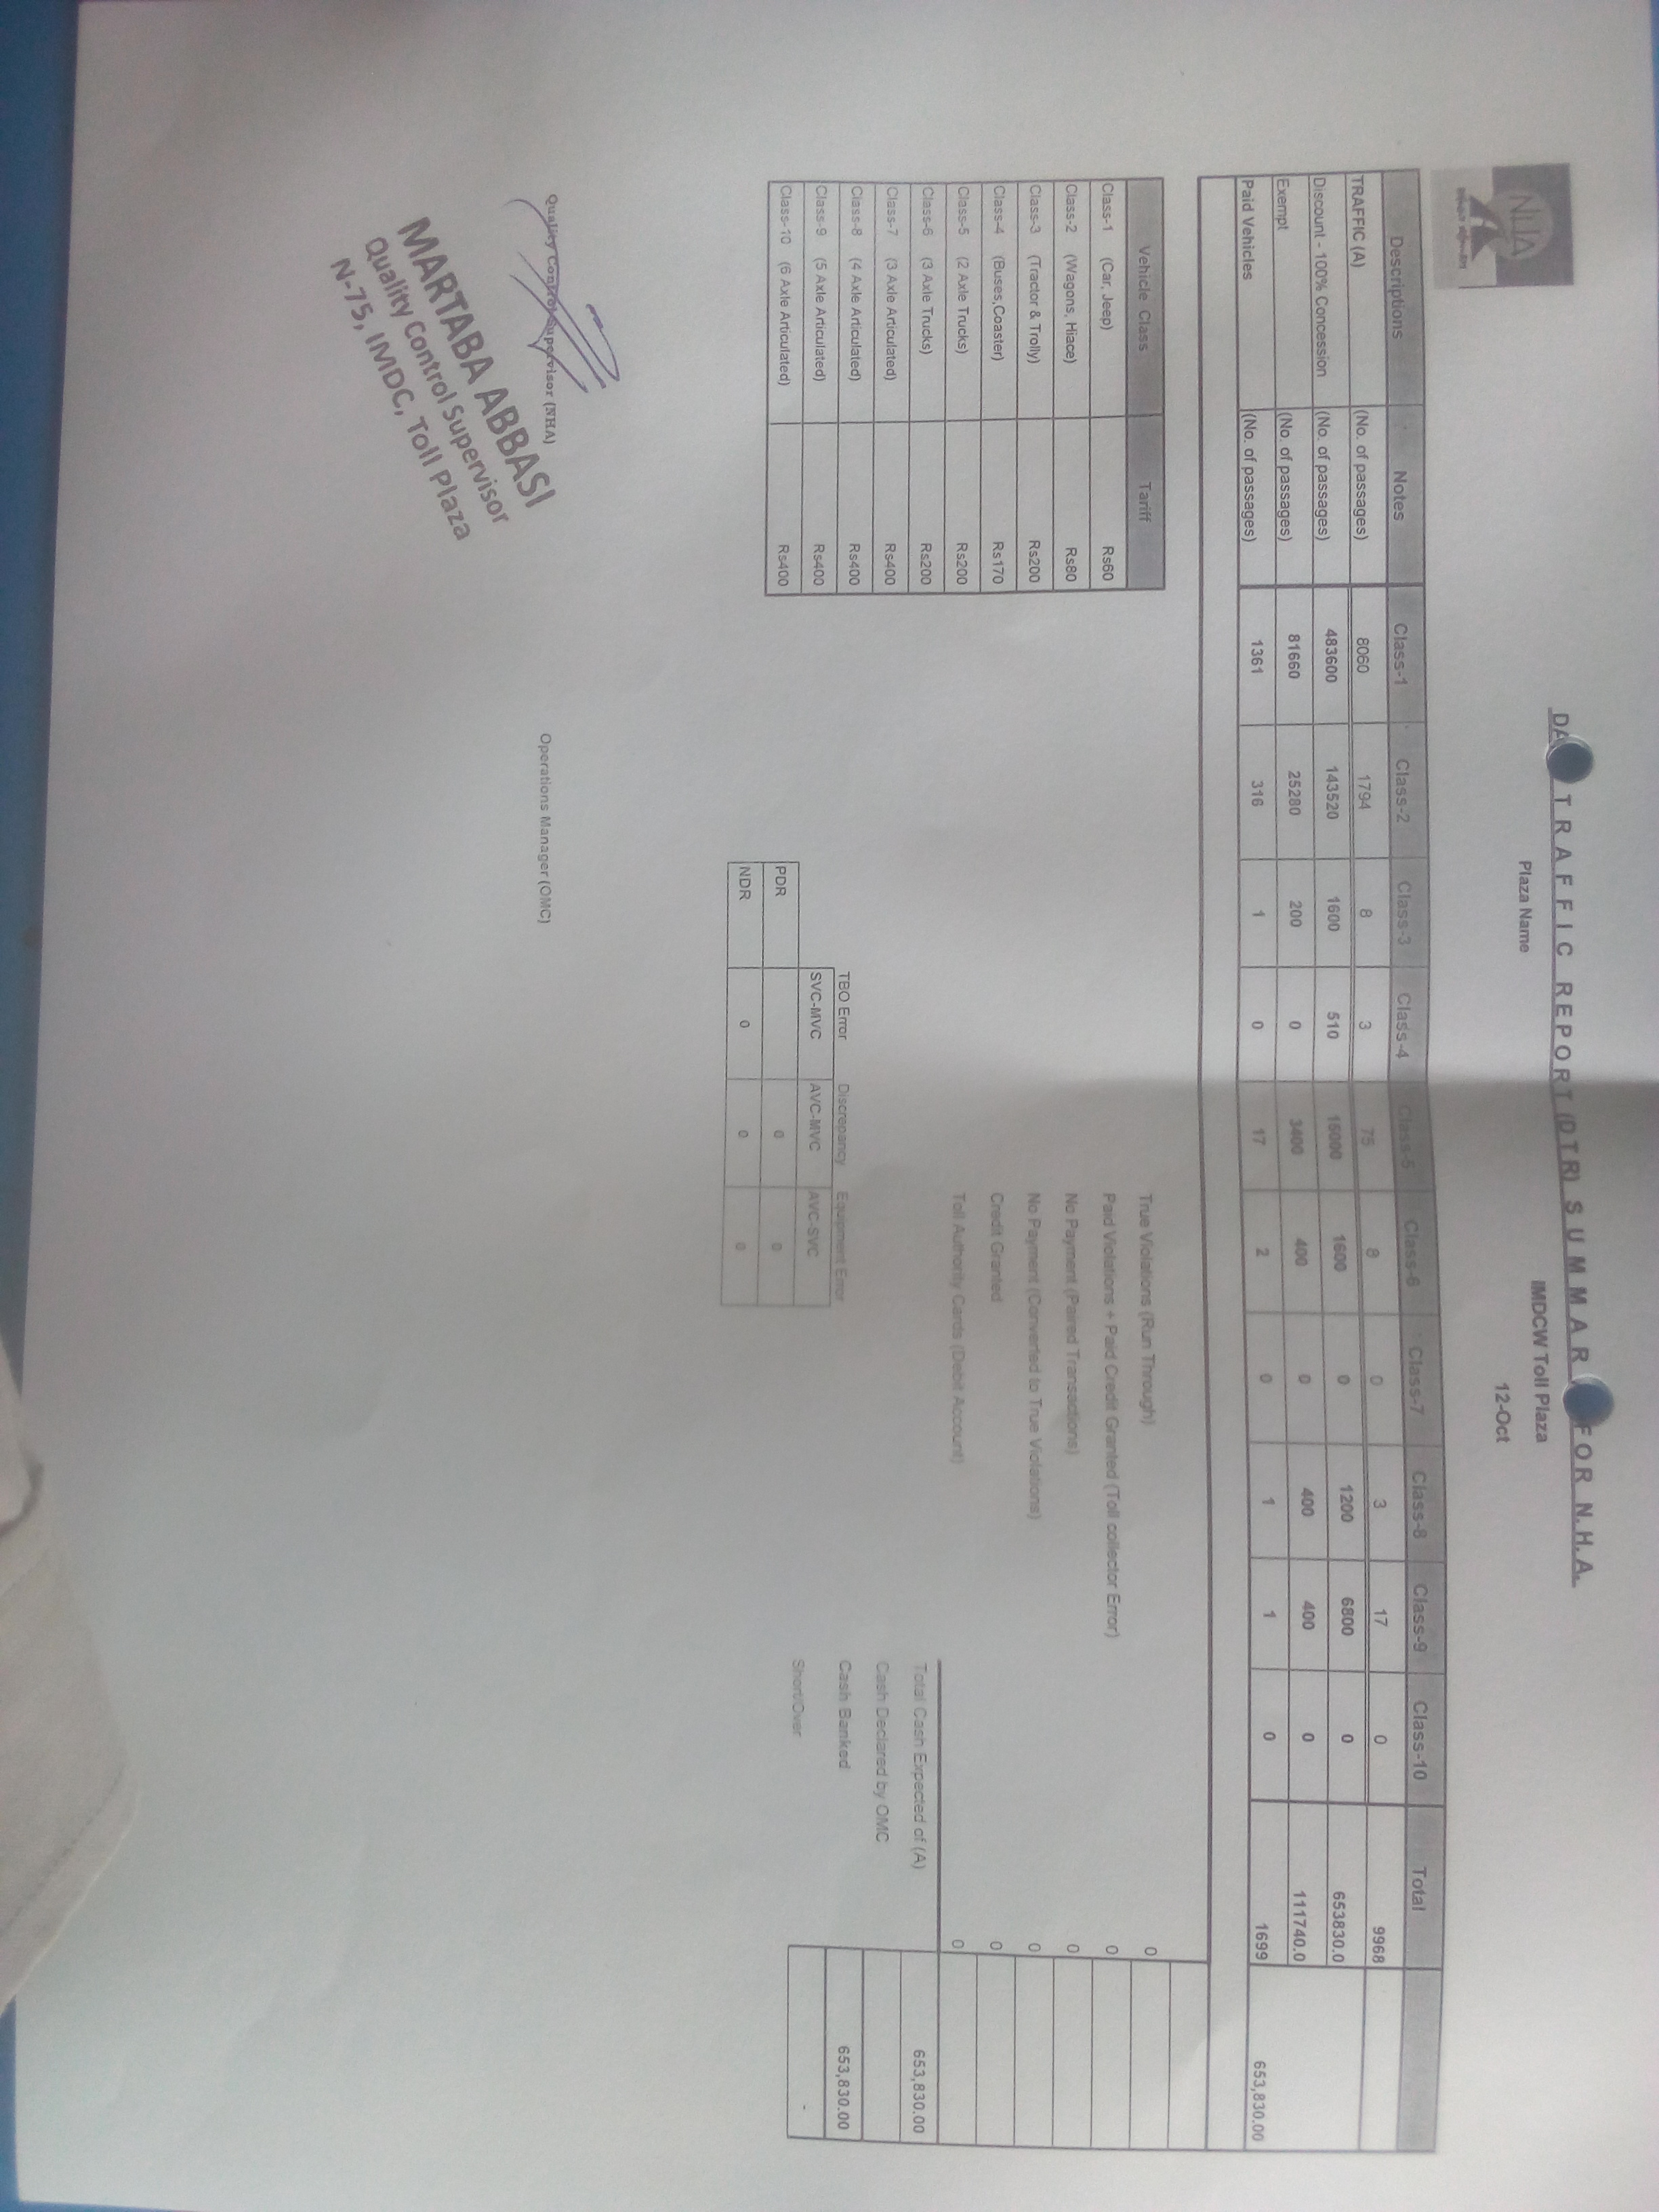 NHA
DA TRAFFIC REPORT (DTR) SUMMAR FOR N.H.A.
Plaza Name IMDCW Toll Plaza
12-Oct
Descriptions Notes Class-1 Class-2 Class-3 Class-4 Class-5 Class-6 Class-7 Class-8 Class-9 Class-10 Total
TRAFFIC (A) (No. of passages) 8060 1794 8 3 75 8 0 3 17 0 9968
Discount - 100% Concession (No. of passages) 483600 143520 1600 510 15000 1600 0 1200 6800 0 653830.0
Exempt (No. of passages) 81660 25280 200 0 3400 400 0 400 400 0 111740.0
Paid Vehicles (No. of passages) 1361 316 1 0 17 2 0 1 1 0 1699 653,830.00
Vehicle Class Tariff
Class-1 (Car, Jeep) Rs60
Class-2 (Wagons, Hiace) Rs80
Class-3 (Tractor & Trolly) Rs200
Class-4 (Buses,Coaster) Rs170
Class-5 (2 Axle Trucks) Rs200
Class-6 (3 Axle Trucks) Rs200
Class-7 (3 Axle Articulated) Rs400
Class-8 (4 Axle Articulated) Rs400
Class-9 (5 Axle Articulated) Rs400
Class-10 (6 Axle Articulated) Rs400
True Violations (Run Through) 0
Paid Violations + Paid Credit Granted (Toll collector Error) 0
No Payment (Paired Transactions) 0
No Payment (Converted to True Violations) 0
Credit Granted 0
Toll Authority Cards (Debit Account) 0
Total Cash Expected of (A) 653,830.00
Cash Declared by OMC
Cash Banked 653,830.00
Short/Over -
TBO Error Discrepancy Equipment Error
SVC-MVC AVC-MVC AVC-SVC
PDR 0 0
NDR 0 0 0
Quality Control Supervisor (NHA)
Operations Manager (OMC)
MARTABA ABBASI
Quality Control Supervisor
N-75, IMDC, Toll Plaza